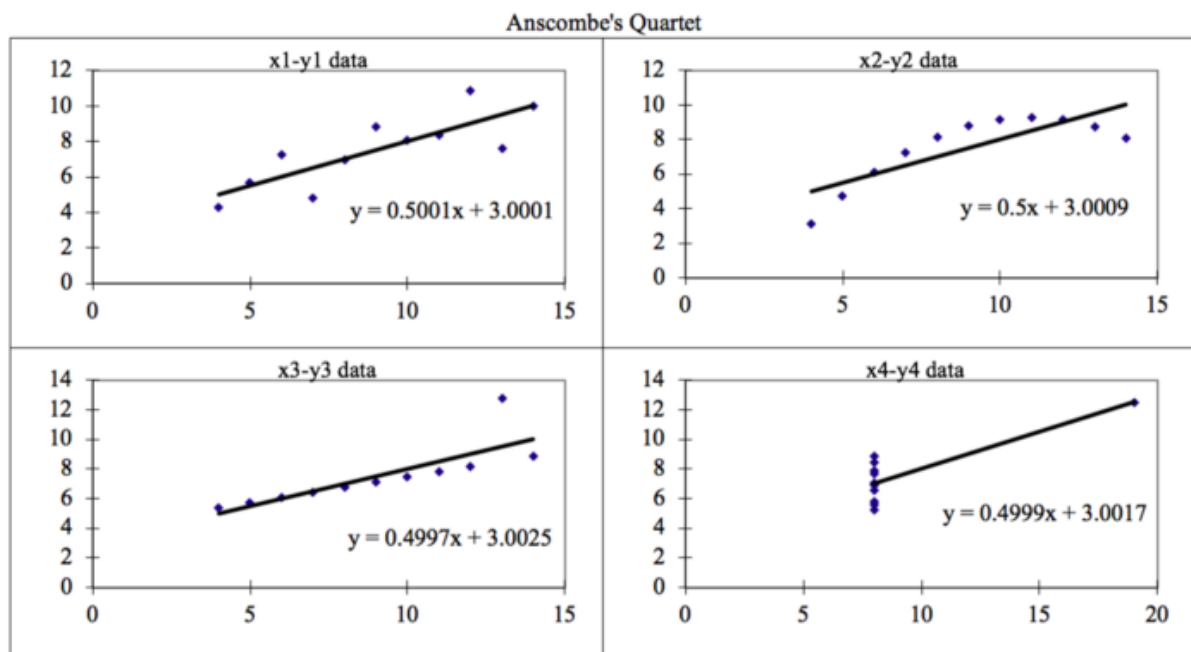 Anscombe's Quartet
x1-y1 data
12
10
8
6
4
2
0
y = 0.5001x + 3.0001
0 5 10 15
x2-y2 data
12
10
8
6
4
2
0
y = 0.5x + 3.0009
0 5 10 15
x3-y3 data
14
12
10
8
6
4
2
0
y = 0.4997x + 3.0025
0 5 10 15
x4-y4 data
14
12
10
8
6
4
2
0
y = 0.4999x + 3.0017
0 5 10 15 20